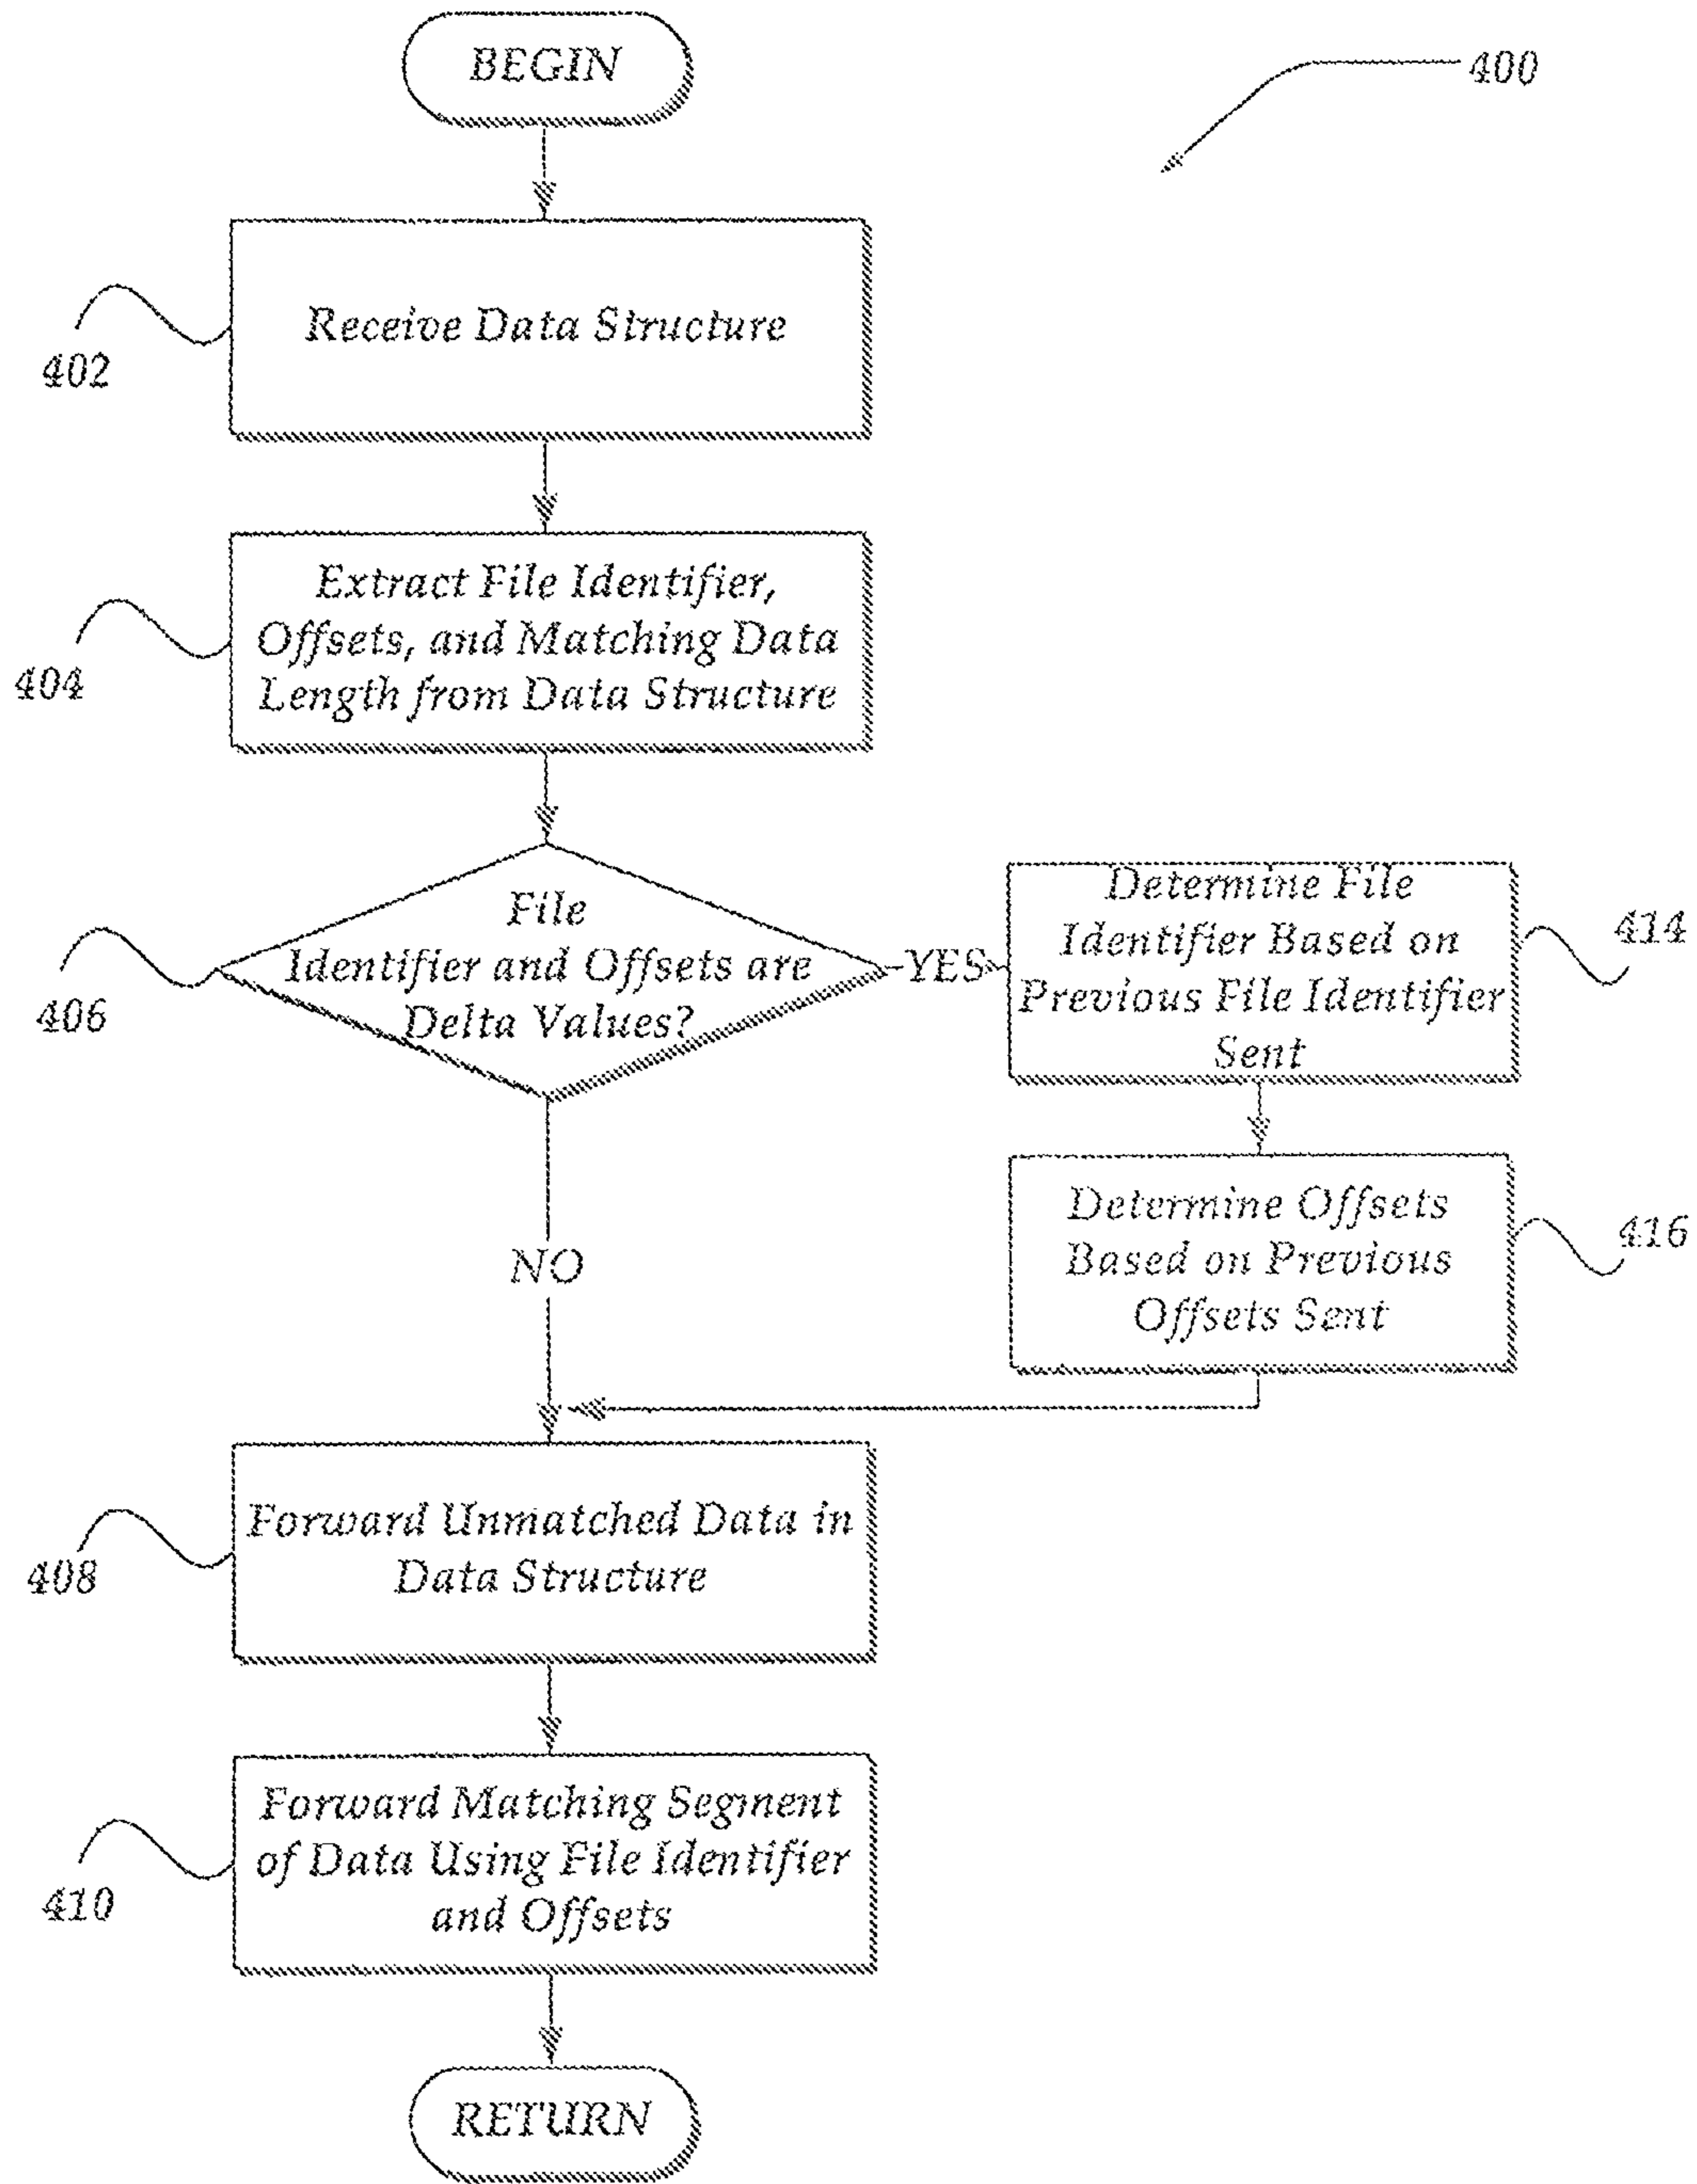 BEGIN
400
Receive Data Structure
402
Extract File Identifier,
Offsets, and Matching Data
Length from Data Structure
404
File
Identifier and Offsets are
Delta Values?
406
YES
Determine File
Identifier Based on
Previous File Identifier
Sent
414
Determine Offsets
Based on Previous
Offsets Sent
416
NO
Forward Unmatched Data in
Data Structure
408
Forward Matching Segment
of Data Using File Identifier
and Offsets
410
RETURN